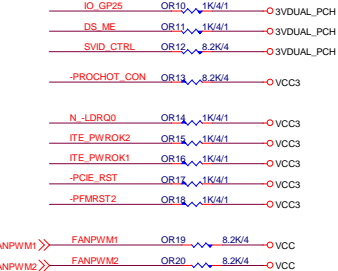 IO_GP25 OR10 1K/4/1 3VDUAL_PCH
DS_ME OR11 1K/4/1 3VDUAL_PCH
SVID_CTRL OR12 8.2K/4 3VDUAL_PCH
-PROCHOT_CON OR13 8.2K/4 VCC3
N_-LDRQ0 OR14 1K/4/1 VCC3
ITE_PWROK2 OR15 1K/4/1 VCC3
ITE_PWROK1 OR16 1K/4/1 VCC3
-PCIE_RST OR17 1K/4/1 VCC3
-PFMRST2 OR18 1K/4/1 VCC3
FANPWM1 FANPWM1 OR19 8.2K/4 VCC
FANPWM2 FANPWM2 OR20 8.2K/4 VCC